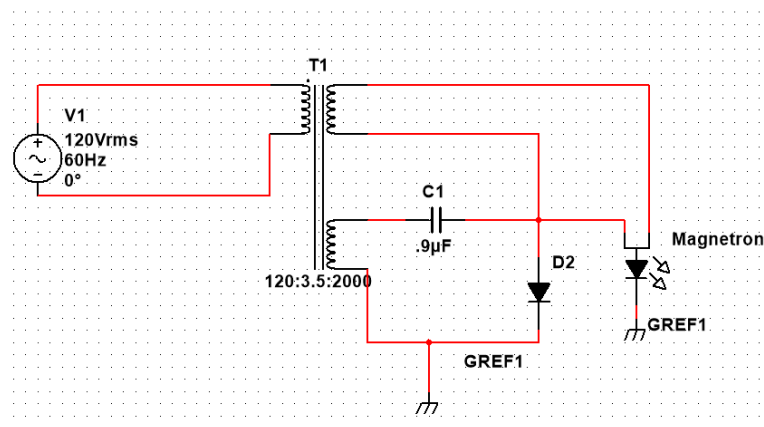 T1
V1
120Vrms
60Hz
0°
C1
.9µF
Magnetron
D2
120:3.5:2000
GREF1
GREF1